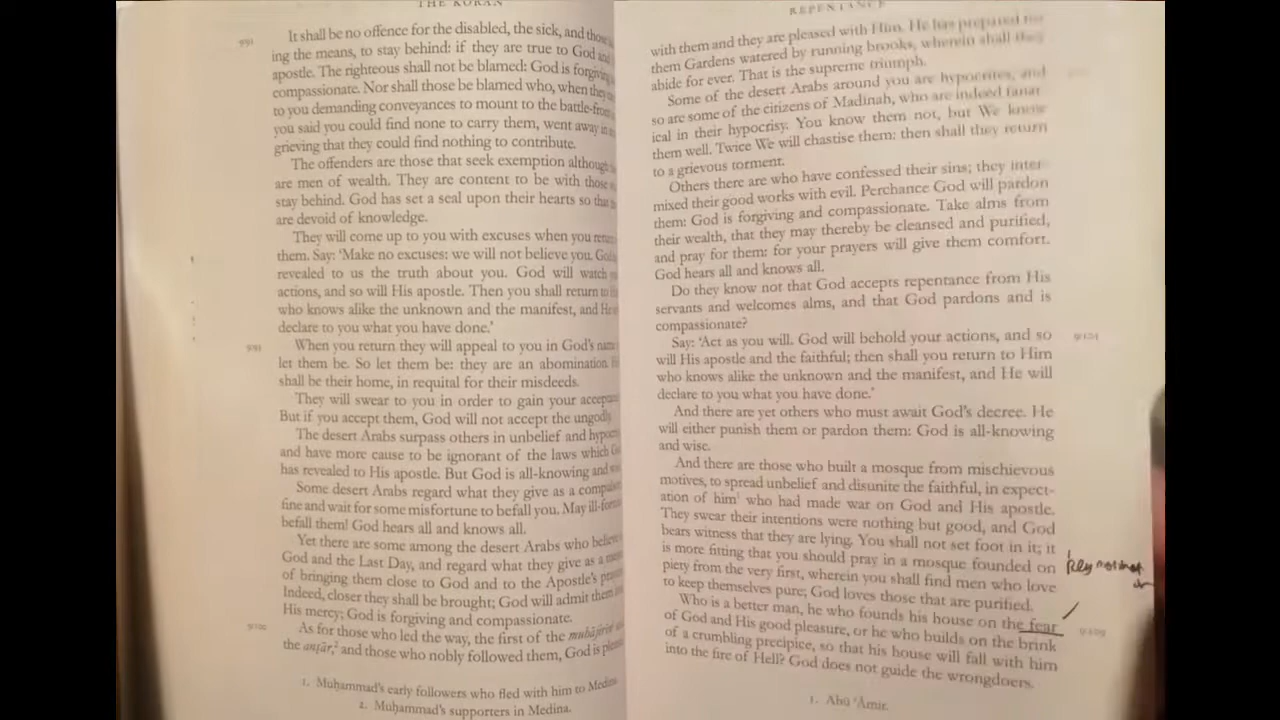 THE KORAN
9:91
It shall be no offence for the disabled, the sick, and those
ing the means, to stay behind: if they are true to God and
apostle. The righteous shall not be blamed: God is forgiving
compassionate. Nor shall those be blamed who, when they
to you demanding conveyances to mount to the battle-front
you said you could find none to carry them, went away in
grieving that they could find nothing to contribute.
The offenders are those that seek exemption although
are men of wealth. They are content to be with those
stay behind. God has set a seal upon their hearts so that
are devoid of knowledge.
They will come up to you with excuses when you return
them. Say: ‘Make no excuses: we will not believe you. God
revealed to us the truth about you. God will watch
actions, and so will His apostle. Then you shall return to
who knows alike the unknown and the manifest, and He
declare to you what you have done.’
9:95
When you return they will appeal to you in God's name
let them be. So let them be: they are an abomination.
shall be their home, in requital for their misdeeds.
They will swear to you in order to gain your
But if you accept them, God will not accept the ungodly.
The desert Arabs surpass others in unbelief and
and have more cause to be ignorant of the laws which
has revealed to His apostle. But God is all-knowing and
Some desert Arabs regard what they give as a
fine and wait for some misfortune to befall you. May
befall them! God hears all and knows all.
Yet there are some among the desert Arabs who believe
God and the Last Day, and regard what they give as a
of bringing them close to God and to the Apostle's
Indeed, closer they shall be brought; God will admit them
His mercy; God is forgiving and compassionate.
9:100
As for those who led the way, the first of the muhājirīn
the anṣār,² and those who nobly followed them, God is
1. Muḥammad's early followers who fled with him to Medina.
2. Muḥammad's supporters in Medina.
REPENTANCE
with them and they are pleased with Him. He has prepared for
them Gardens watered by running brooks, wherein shall they
abide for ever. That is the supreme triumph.
Some of the desert Arabs around you are hypocrites, and
so are some of the citizens of Madinah, who are indeed fanat-
ical in their hypocrisy. You know them not, but We know
them well. Twice We will chastise them: then shall they return
to a grievous torment.
Others there are who have confessed their sins; they inter-
mixed their good works with evil. Perchance God will pardon
them: God is forgiving and compassionate. Take alms from
their wealth, that they may thereby be cleansed and purified,
and pray for them: for your prayers will give them comfort.
God hears all and knows all.
Do they know not that God accepts repentance from His
servants and welcomes alms, and that God pardons and is
compassionate?
Say: ‘Act as you will. God will behold your actions, and so
will His apostle and the faithful; then shall you return to Him
who knows alike the unknown and the manifest, and He will
declare to you what you have done.’
And there are yet others who must await God's decree. He
will either punish them or pardon them: God is all-knowing
and wise.
And there are those who built a mosque from mischievous
motives, to spread unbelief and disunite the faithful, in expect-
ation of him¹ who had made war on God and His apostle.
They swear their intentions were nothing but good, and God
bears witness that they are lying. You shall not set foot in it; it
is more fitting that you should pray in a mosque founded on
piety from the very first, wherein you shall find men who love
to keep themselves pure; God loves those that are purified.
Who is a better man, he who founds his house on the fear
9:109
of God and His good pleasure, or he who builds on the brink
of a crumbling precipice, so that his house will fall with him
into the fire of Hell? God does not guide the wrongdoers.
1. Abū ‘Āmir.